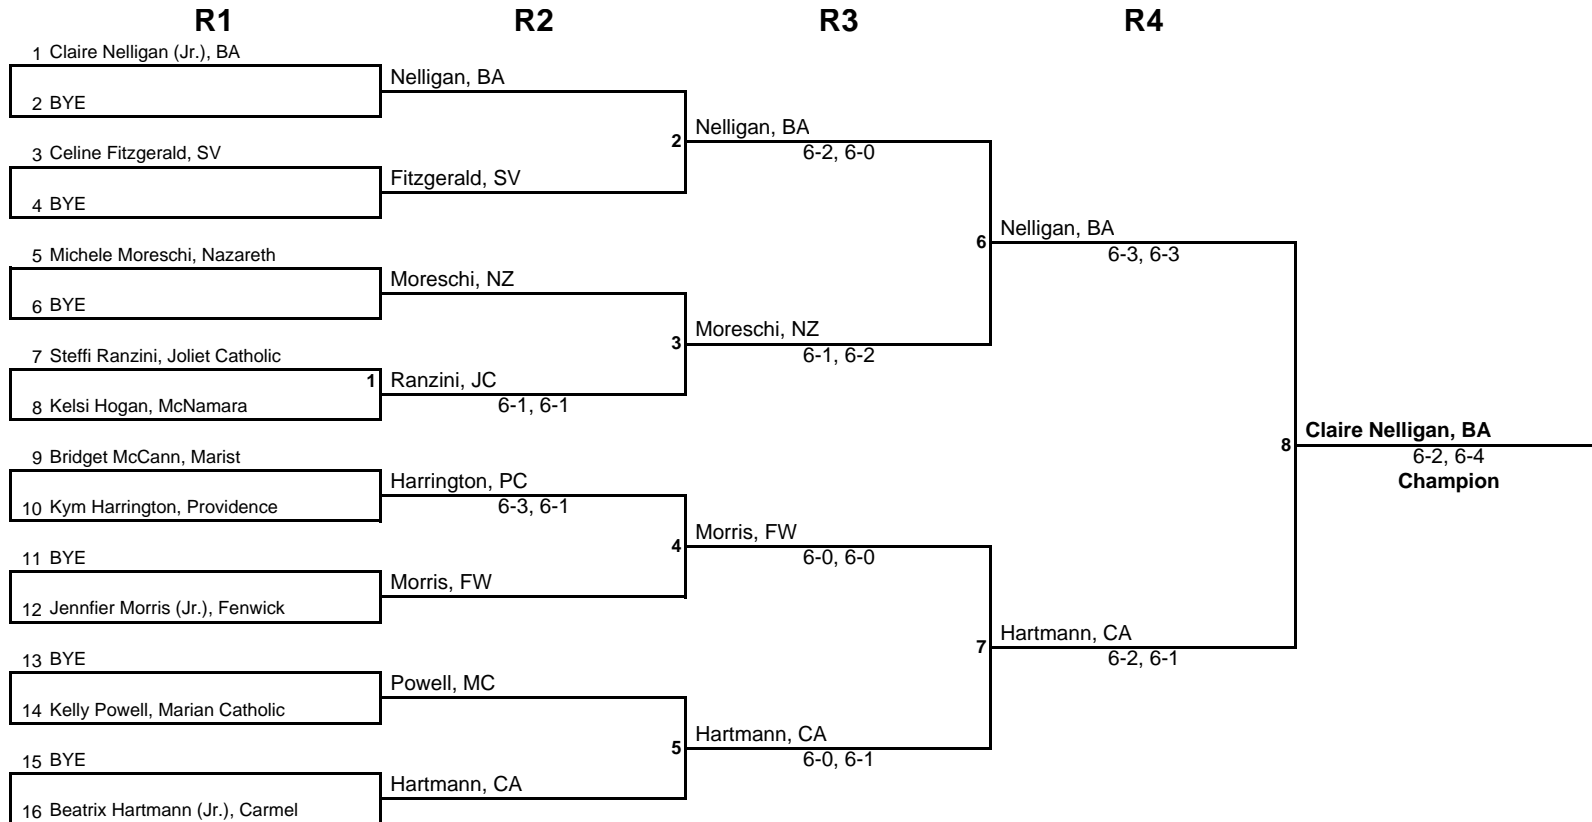 R1 R2 R3 R4
1 Claire Nelligan (Jr.), BA
Nelligan, BA
2 BYE
2 Nelligan, BA
6-2, 6-0
3 Celine Fitzgerald, SV
Fitzgerald, SV
4 BYE
6 Nelligan, BA
6-3, 6-3
5 Michele Moreschi, Nazareth
Moreschi, NZ
6 BYE
3 Moreschi, NZ
6-1, 6-2
7 Steffi Ranzini, Joliet Catholic
1 Ranzini, JC
6-1, 6-1
8 Kelsi Hogan, McNamara
8 Claire Nelligan, BA
6-2, 6-4
Champion
9 Bridget McCann, Marist
Harrington, PC
6-3, 6-1
10 Kym Harrington, Providence
4 Morris, FW
6-0, 6-0
11 BYE
Morris, FW
12 Jennfier Morris (Jr.), Fenwick
7 Hartmann, CA
6-2, 6-1
13 BYE
Powell, MC
14 Kelly Powell, Marian Catholic
5 Hartmann, CA
6-0, 6-1
15 BYE
Hartmann, CA
16 Beatrix Hartmann (Jr.), Carmel